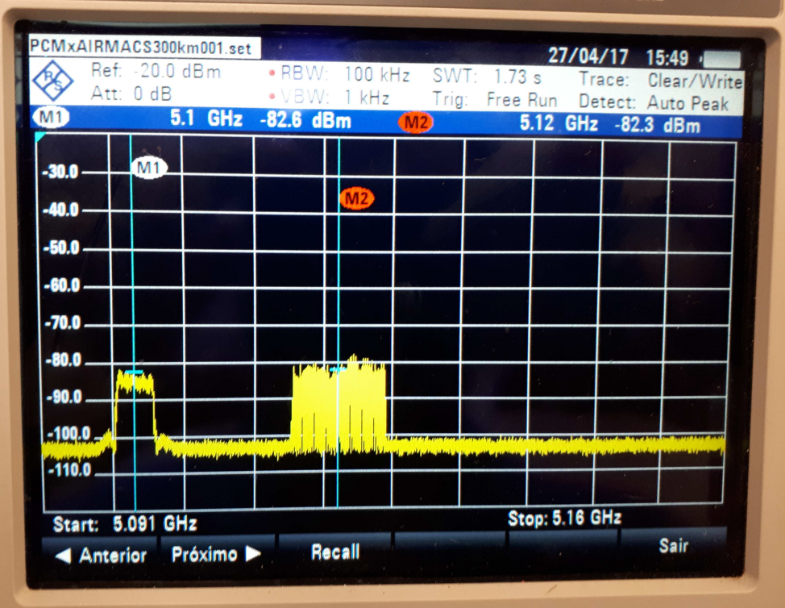 PCMxAIRMACS300km001.set
27/04/17 15:49
Ref: -20.0 dBm • RBW: 100 kHz SWT: 1.73 s Trace: Clear/Write
Att: 0 dB • VBW: 1 kHz Trig: Free Run Detect: Auto Peak
M1 5.1 GHz -82.6 dBm M2 5.12 GHz -82.3 dBm
M1
-30.0
M2
-40.0
-50.0
-60.0
-70.0
-80.0
-90.0
-100.0
-110.0
Start: 5.091 GHz Stop: 5.16 GHz
◀ Anterior Próximo ▶ Recall Sair